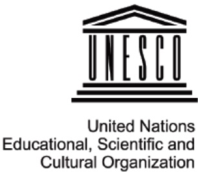 UNESCO
United Nations
Educational, Scientific and
Cultural Organization